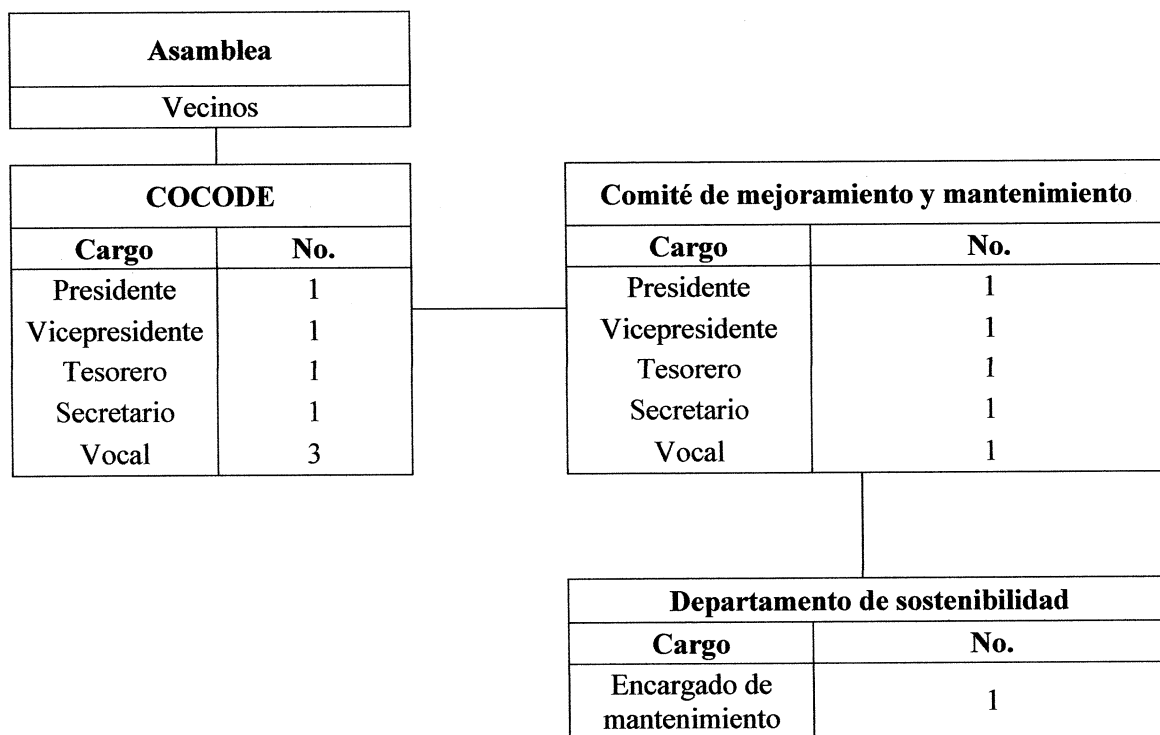 Asamblea
Vecinos
COCODE
Cargo No.
Presidente 1
Vicepresidente 1
Tesorero 1
Secretario 1
Vocal 3
Comité de mejoramiento y mantenimiento
Cargo No.
Presidente 1
Vicepresidente 1
Tesorero 1
Secretario 1
Vocal 1
Departamento de sostenibilidad
Cargo No.
Encargado de
mantenimiento 1